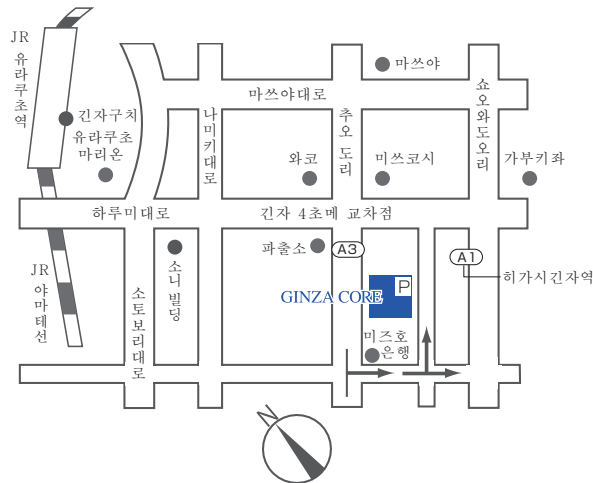 JR 유라쿠초역
마쓰야
마쓰야대로
쇼오와도오리
긴자구치
유라쿠초
마리온
나미키대로
추오 도리
와코
미쓰코시
가부키좌
하루미대로
긴자 4초메 교차점
파출소
A3
A1
JR 야마테선
소니 빌딩
소토보리대로
P
GINZA CORE
히가시긴자역
미즈호
은행
N